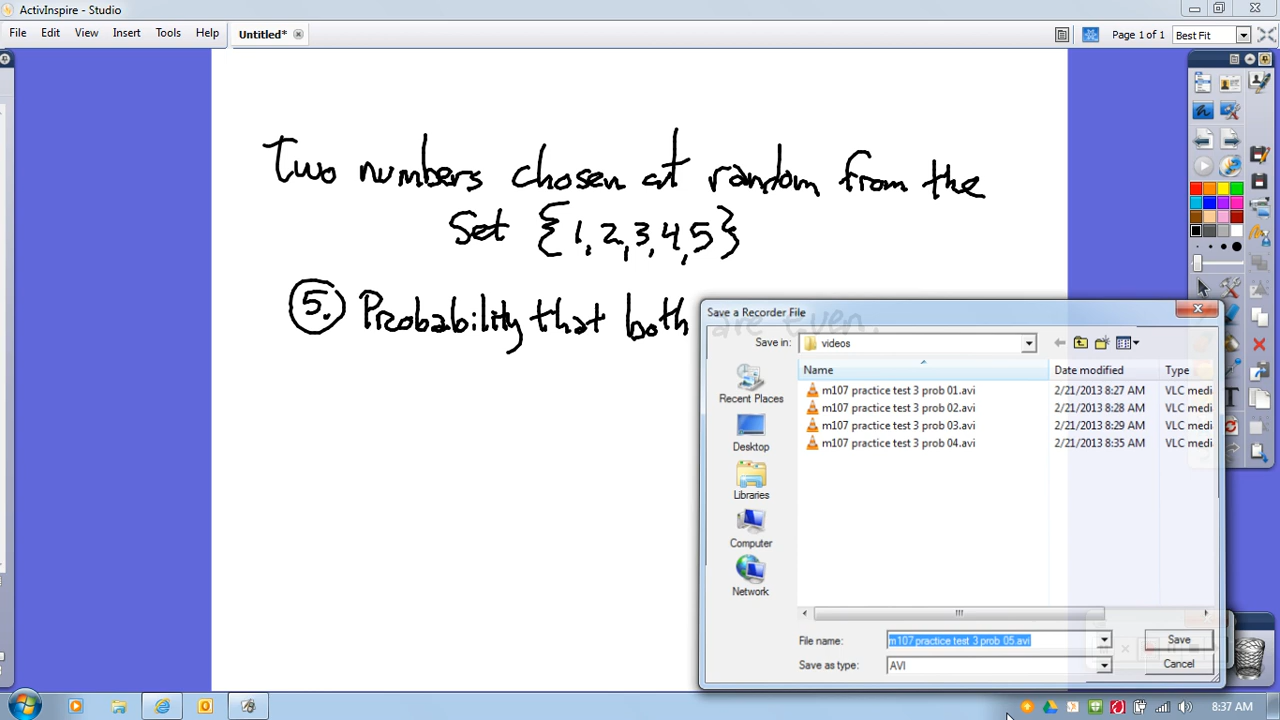 ActivInspire - Studio
File Edit View Insert Tools Help
Untitled*
Page 1 of 1
Best Fit
Two numbers chosen at random from the
set {1,2,3,4,5}
5. Probability that both are even.
Save a Recorder File
Save in: videos
Name Date modified Type
m107 practice test 3 prob 01.avi 2/21/2013 8:27 AM VLC medi
m107 practice test 3 prob 02.avi 2/21/2013 8:28 AM VLC medi
m107 practice test 3 prob 03.avi 2/21/2013 8:29 AM VLC medi
m107 practice test 3 prob 04.avi 2/21/2013 8:35 AM VLC medi
Recent Places
Desktop
Libraries
Computer
Network
File name: m107 practice test 3 prob 05.avi Save
Save as type: AVI Cancel
8:37 AM